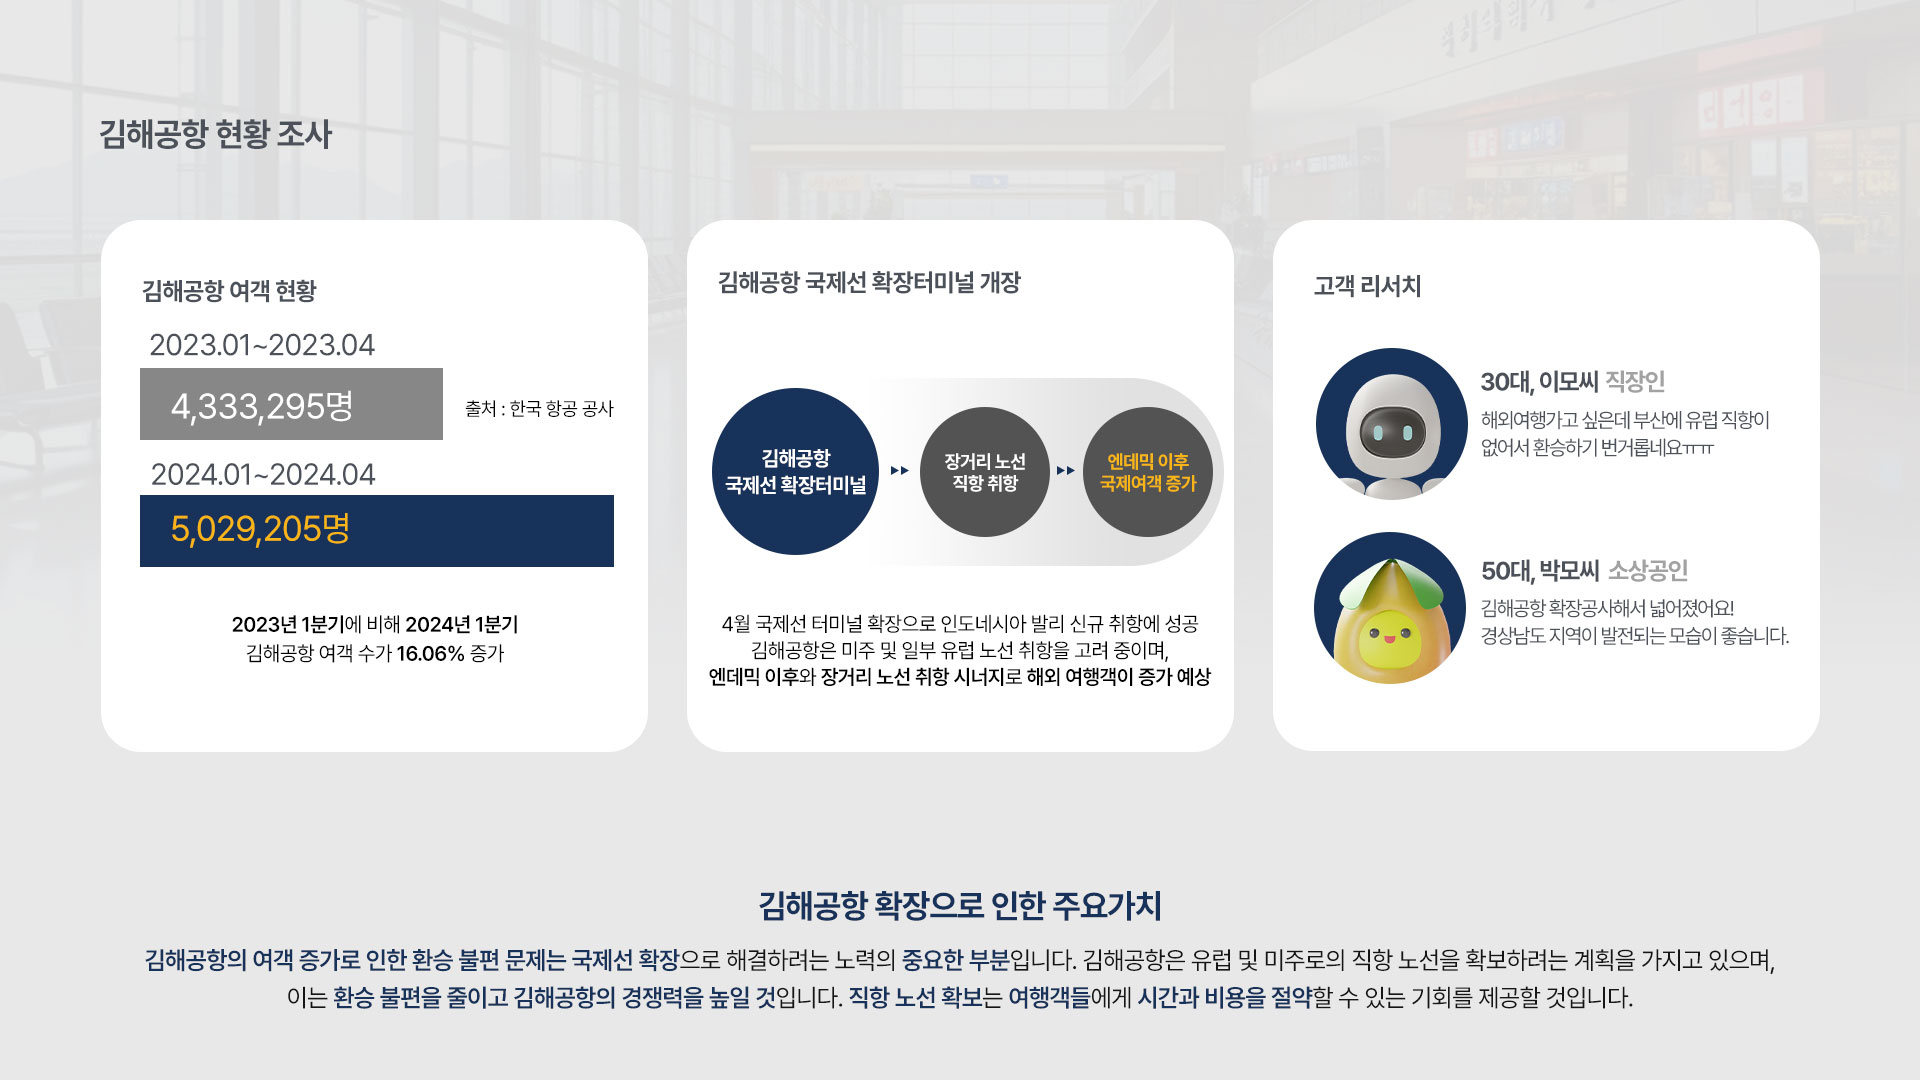 김해공항 현황 조사
김해공항 여객 현황
2023.01~2023.04
4,333,295명
출처 : 한국 항공 공사
2024.01~2024.04
5,029,205명
2023년 1분기에 비해 2024년 1분기
김해공항 여객 수가 16.06% 증가
김해공항 국제선 확장터미널 개장
김해공항
국제선 확장터미널
장거리 노선
직항 취항
엔데믹 이후
국제여객 증가
4월 국제선 터미널 확장으로 인도네시아 발리 신규 취항에 성공
김해공항은 미주 및 일부 유럽 노선 취항을 고려 중이며,
엔데믹 이후와 장거리 노선 취항 시너지로 해외 여행객이 증가 예상
고객 리서치
30대, 이모씨 직장인
해외여행가고 싶은데 부산에 유럽 직항이
없어서 환승하기 번거롭네요ㅠㅠ
50대, 박모씨 소상공인
김해공항 확장공사해서 넓어졌어요!
경상남도 지역이 발전되는 모습이 좋습니다.
김해공항 확장으로 인한 주요가치
김해공항의 여객 증가로 인한 환승 불편 문제는 국제선 확장으로 해결하려는 노력의 중요한 부분입니다. 김해공항은 유럽 및 미주로의 직항 노선을 확보하려는 계획을 가지고 있으며,
이는 환승 불편을 줄이고 김해공항의 경쟁력을 높일 것입니다. 직항 노선 확보는 여행객들에게 시간과 비용을 절약할 수 있는 기회를 제공할 것입니다.